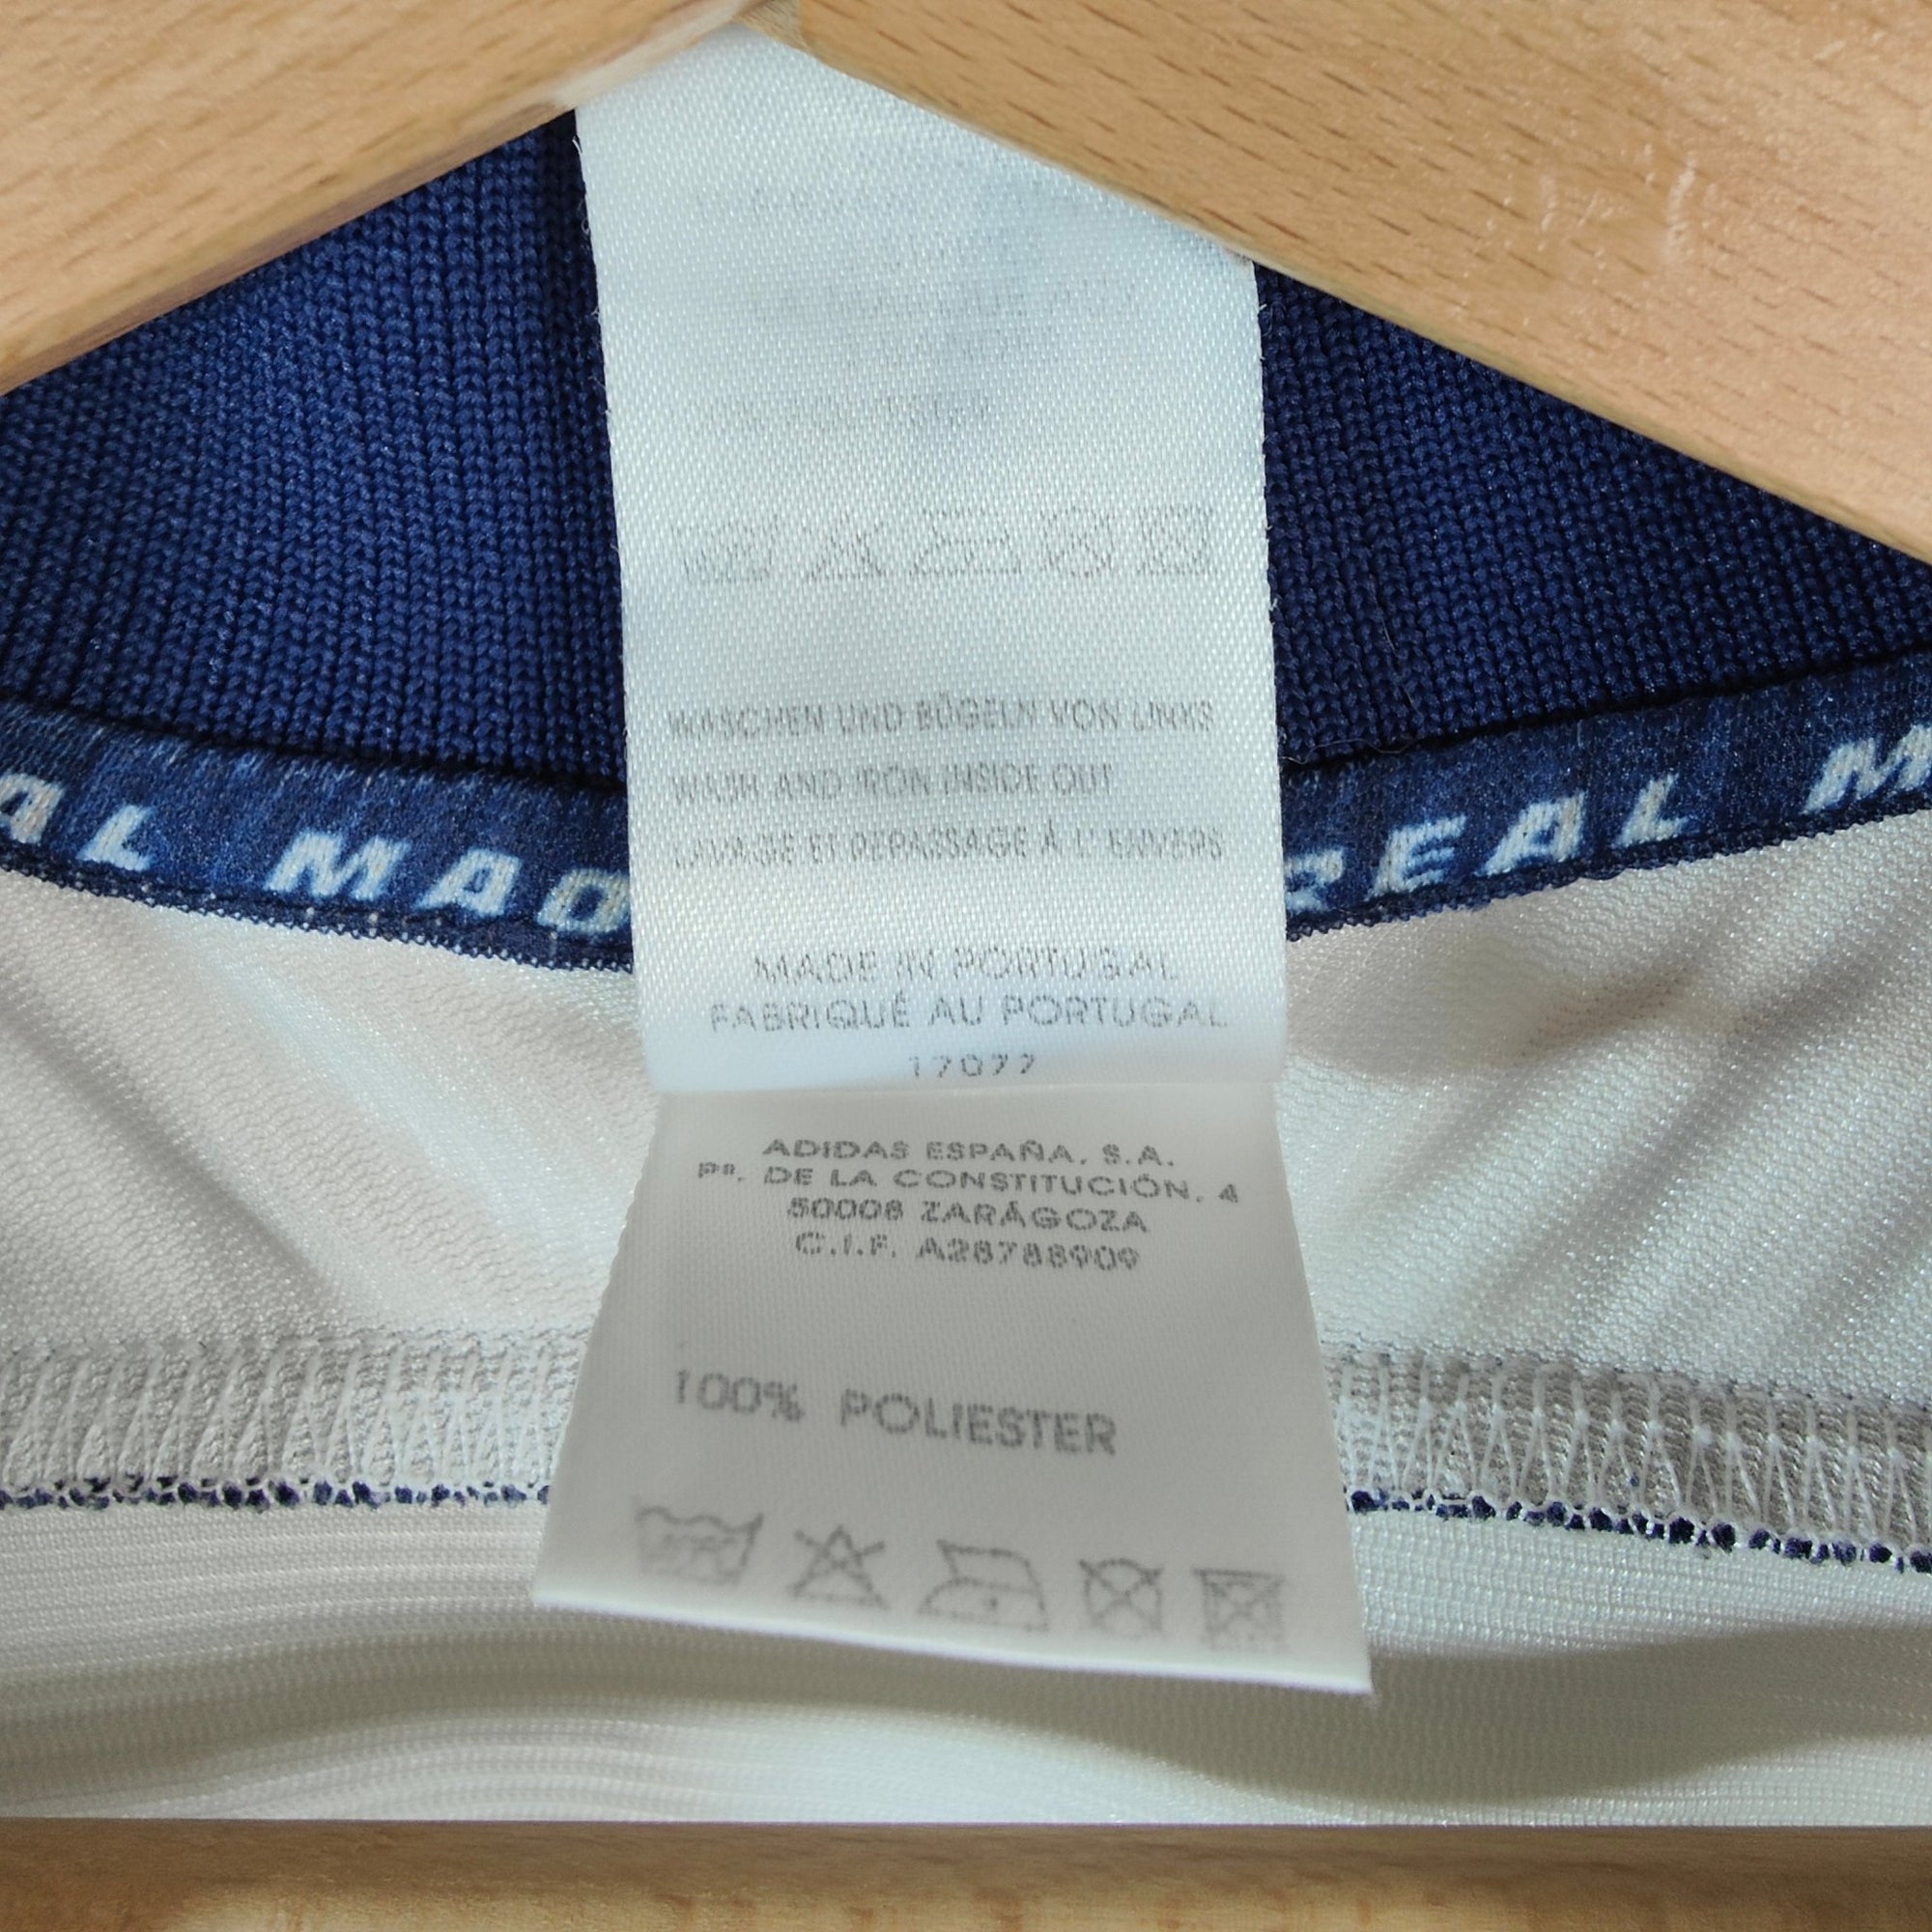 WASCHEN UND BÜGELN VON LINKS
WASH AND IRON INSIDE OUT
LAVAGE ET REPASSAGE À L'ENVERS
AL MAD
REAL M
MADE IN PORTUGAL
FABRIQUÉ AU PORTUGAL
17077
ADIDAS ESPAÑA, S.A.
Pº. DE LA CONSTITUCIÓN, 4
50008 ZARAGOZA
C.I.F. A28788909
100% POLIESTER